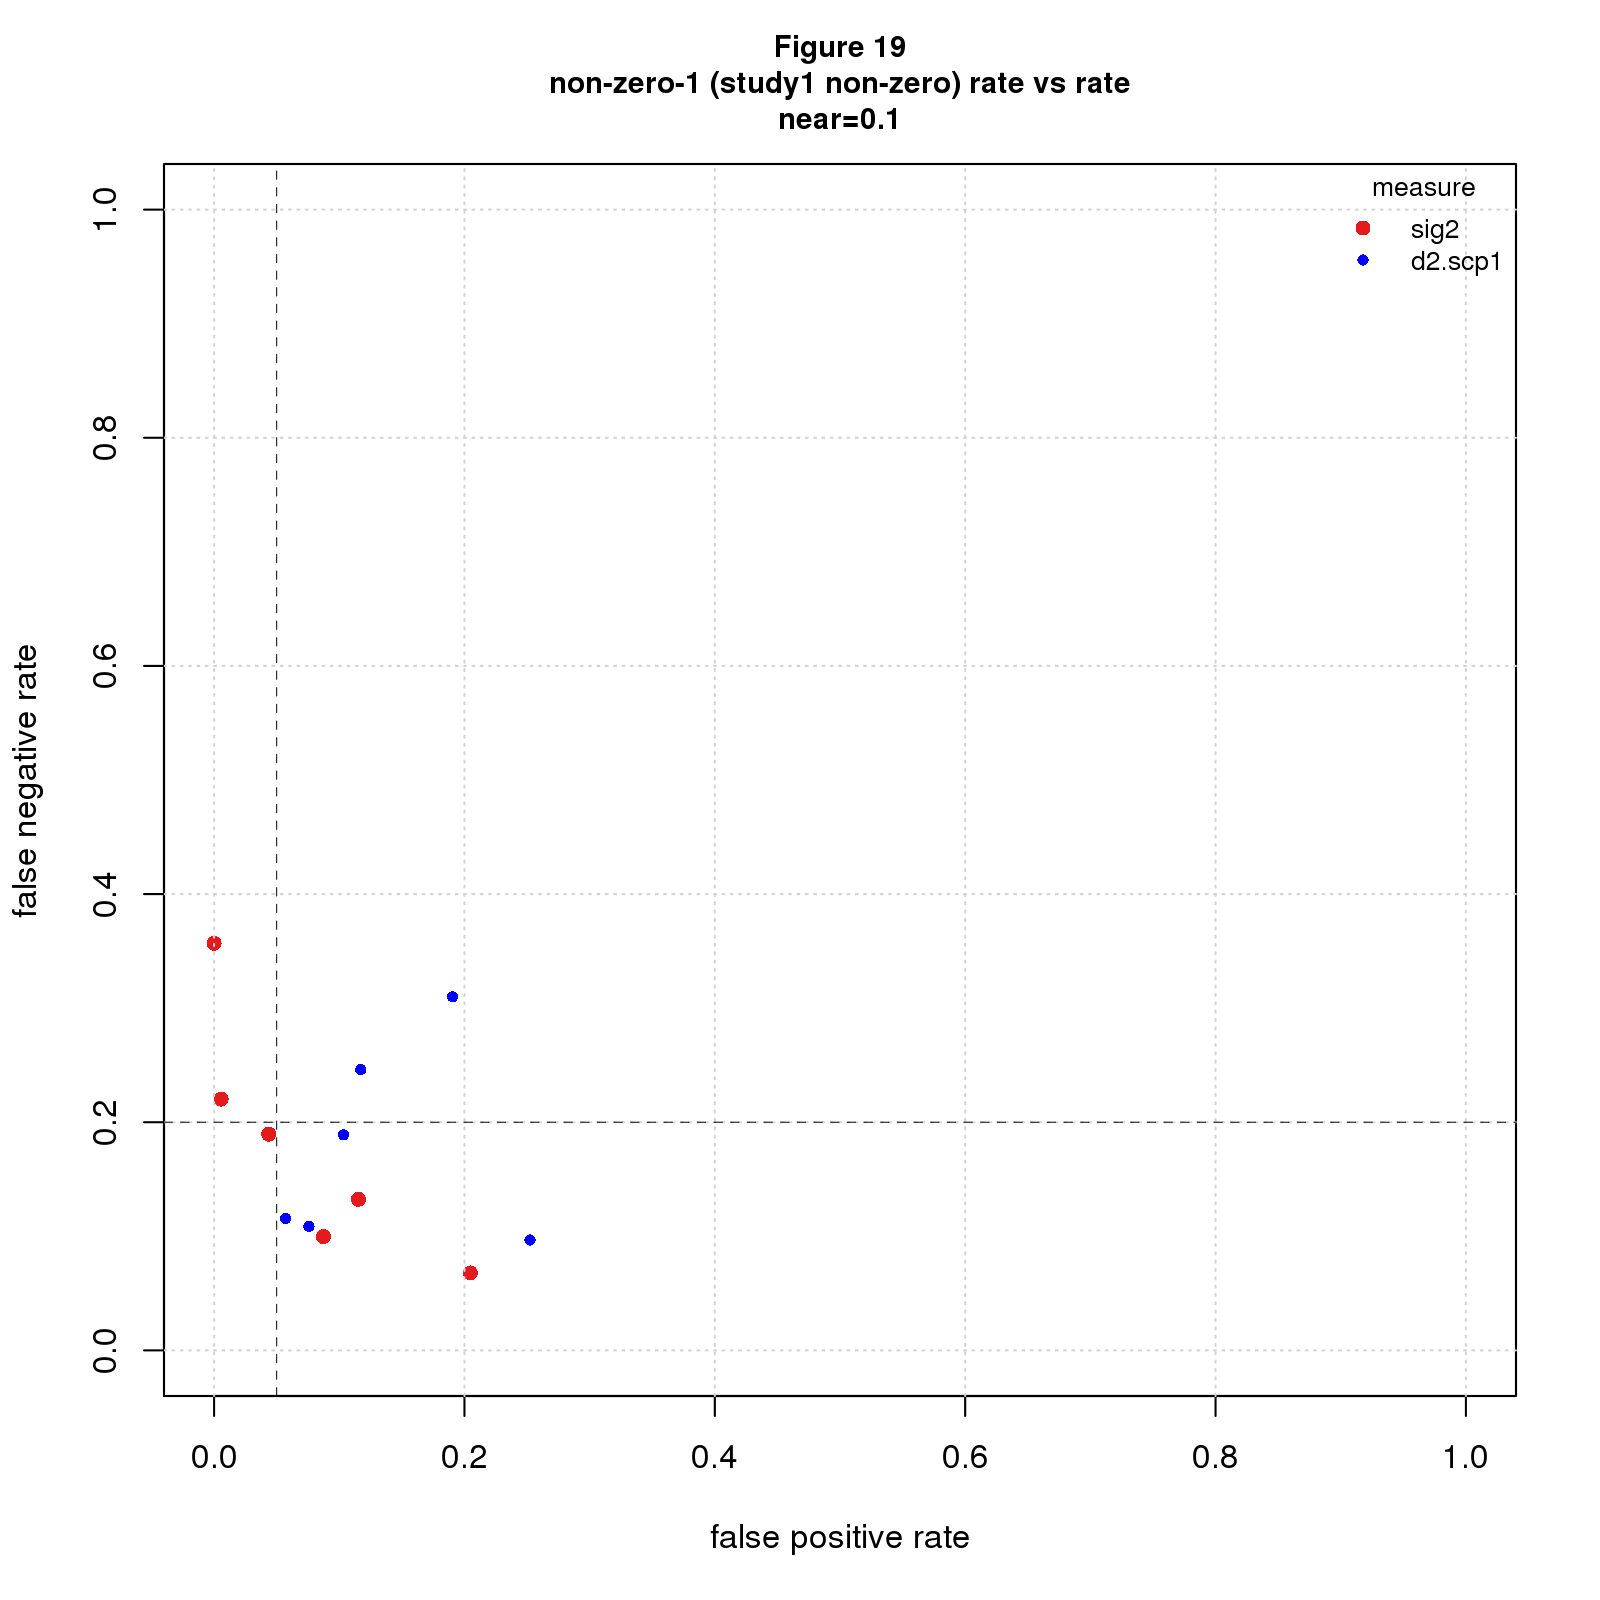 Figure 19
non-zero-1 (study1 non-zero) rate vs rate
near=0.1
measure
sig2
d2.scp1
1.0
0.8
0.6
0.4
0.2
0.0
false negative rate
0.0 0.2 0.4 0.6 0.8 1.0
false positive rate